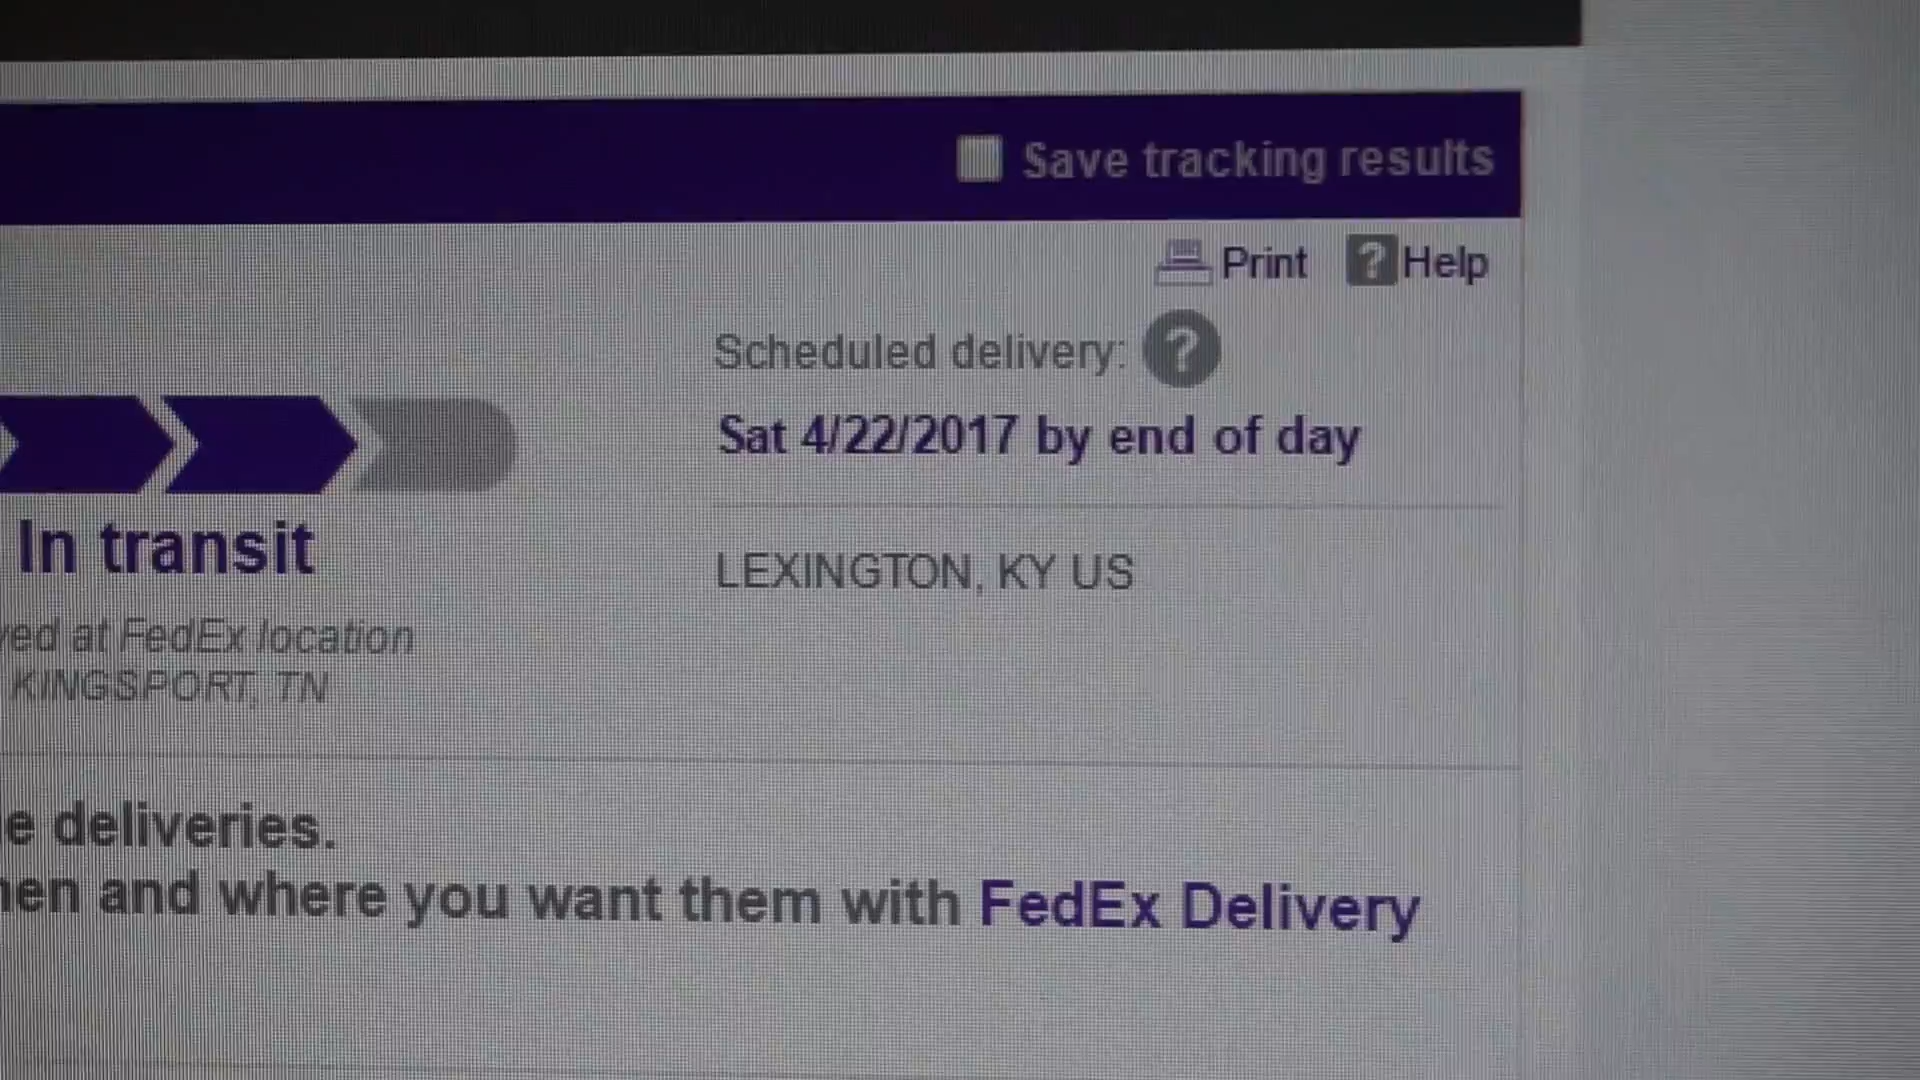 Save tracking results
Print
Help
Scheduled delivery:
Sat 4/22/2017 by end of day
In transit
LEXINGTON, KY US
at FedEx location
KINGSPORT, TN
deliveries.
and where you want them with FedEx Delivery